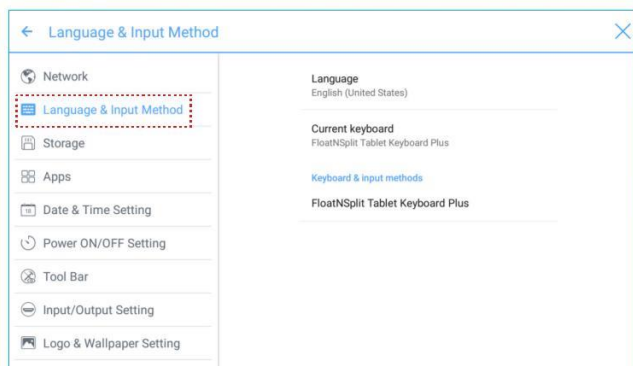 Language & Input Method
Network
Language & Input Method
Storage
Apps
Date & Time Setting
Power ON/OFF Setting
Tool Bar
Input/Output Setting
Logo & Wallpaper Setting
Language
English (United States)
Current keyboard
FloatNSplit Tablet Keyboard Plus
Keyboard & input methods
FloatNSplit Tablet Keyboard Plus